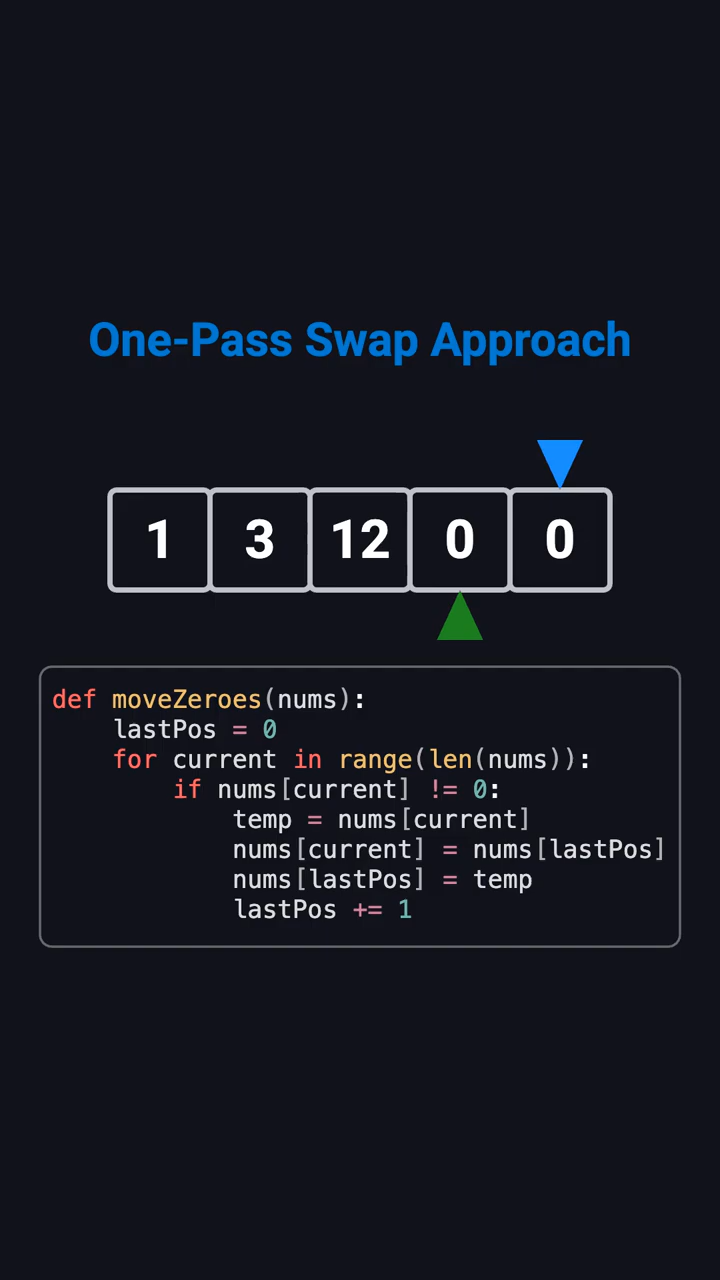 One-Pass Swap Approach
1 3 12 0 0
def moveZeroes(nums):
    lastPos = 0
    for current in range(len(nums)):
        if nums[current] != 0:
            temp = nums[current]
            nums[current] = nums[lastPos]
            nums[lastPos] = temp
            lastPos += 1